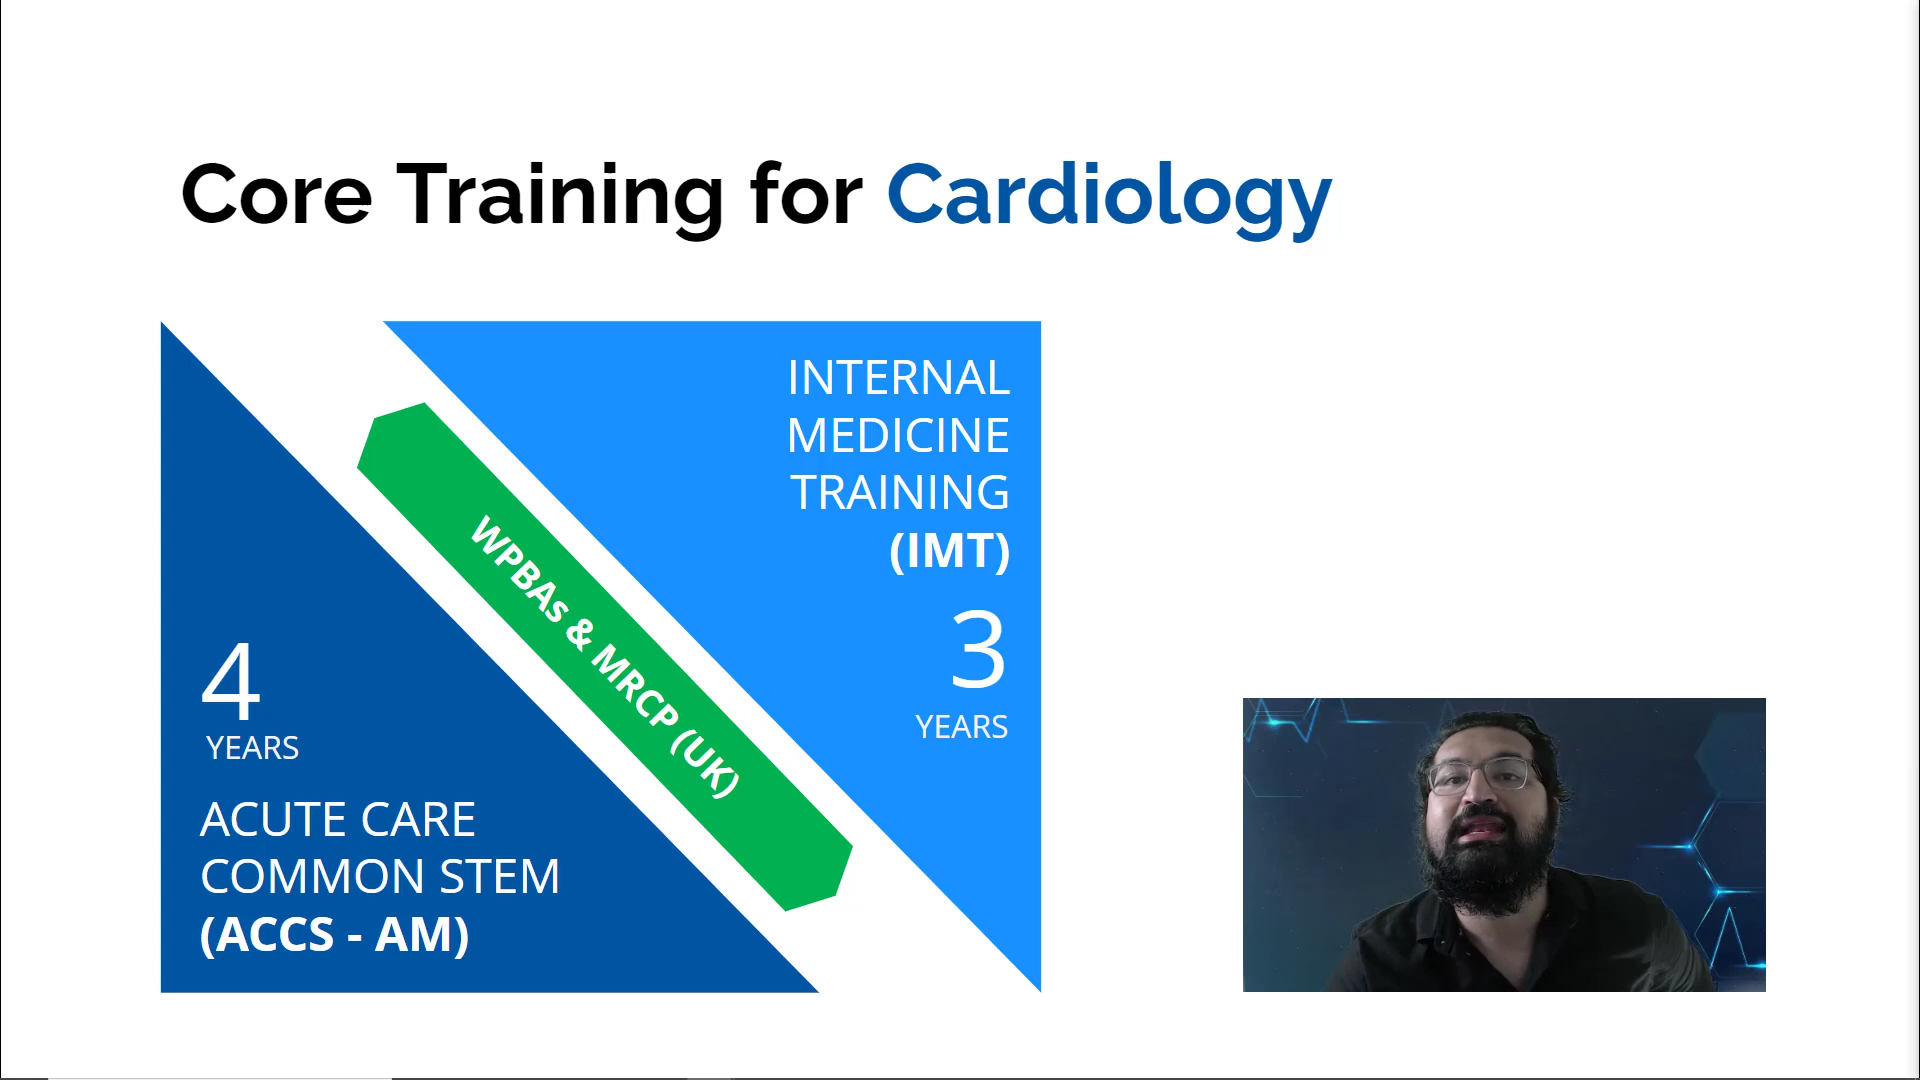 Core Training for Cardiology
INTERNAL
MEDICINE
TRAINING
(IMT)
3
YEARS
WPBAs & MRCP (UK)
4
YEARS
ACUTE CARE
COMMON STEM
(ACCS - AM)